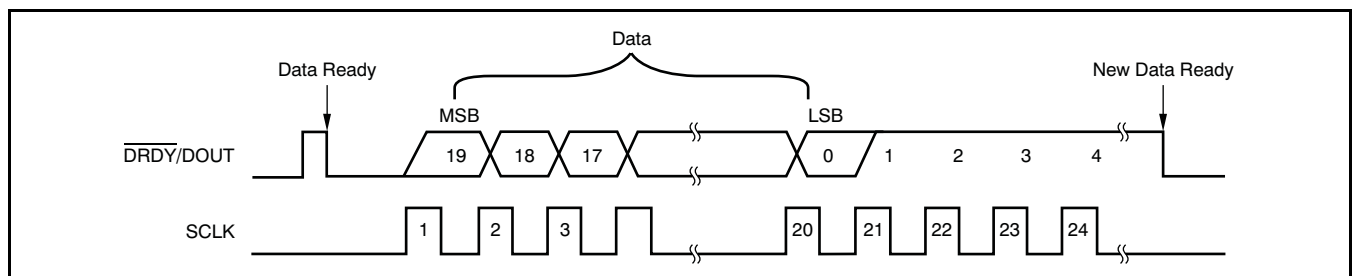 Data
Data Ready
New Data Ready
MSB
LSB
DRDY/DOUT
19 18 17 0 1 2 3 4
SCLK
1 2 3 20 21 22 23 24